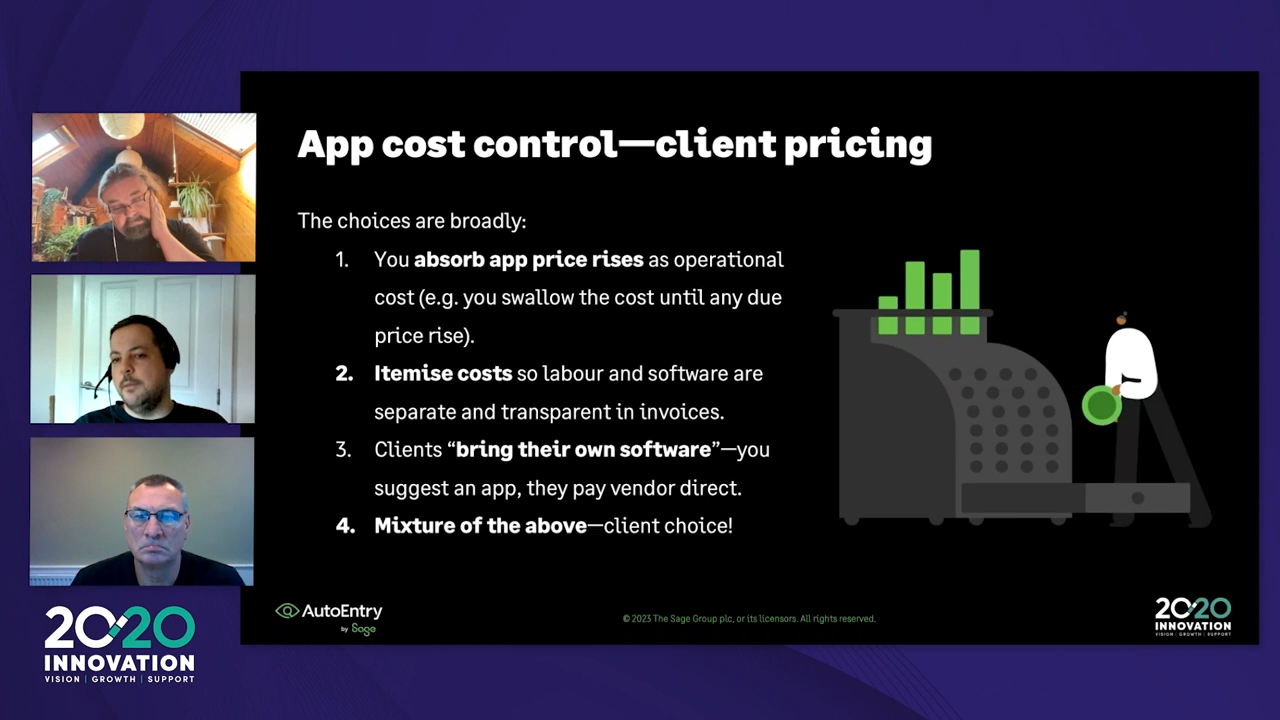 App cost control—client pricing
The choices are broadly:
1. You absorb app price rises as operational
cost (e.g. you swallow the cost until any due
price rise).
2. Itemise costs so labour and software are
separate and transparent in invoices.
3. Clients “bring their own software”—you
suggest an app, they pay vendor direct.
4. Mixture of the above—client choice!
AutoEntry
by Sage
© 2023 The Sage Group plc, or its licensors. All rights reserved.
2020
INNOVATION
VISION | GROWTH | SUPPORT
2020
INNOVATION
VISION | GROWTH | SUPPORT